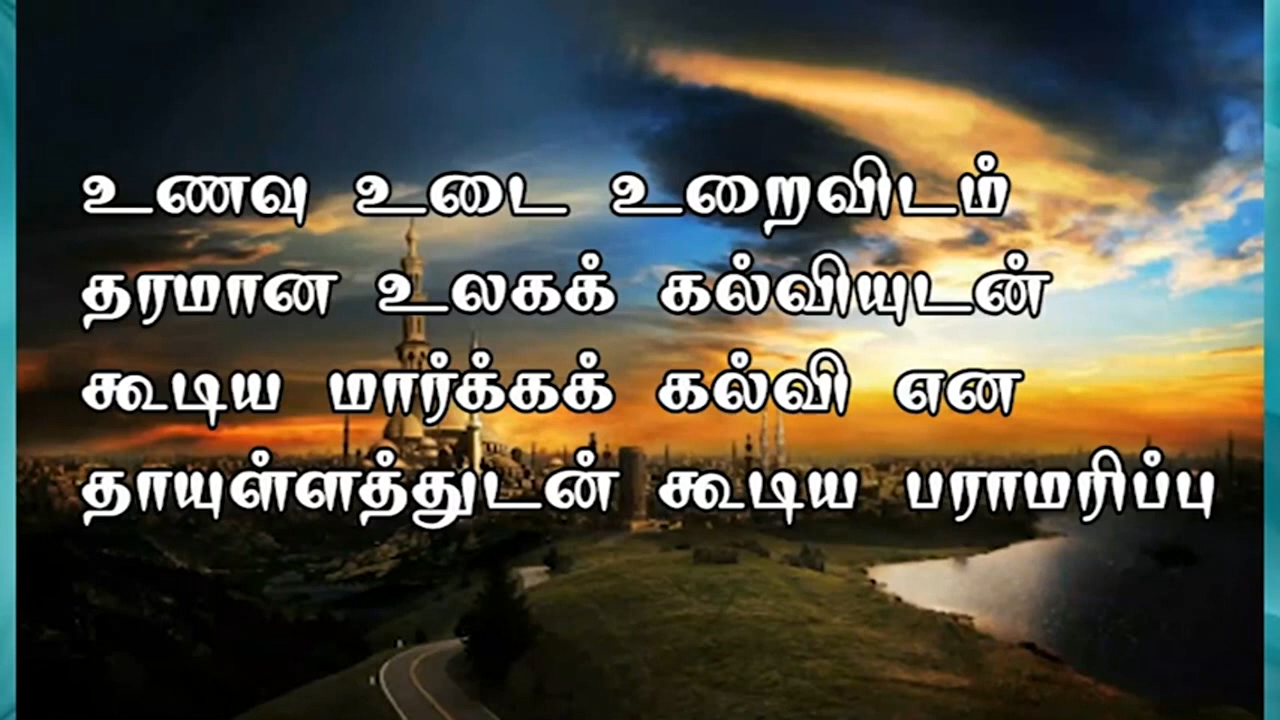 உணவு உடை உறைவிடம்
தரமான உலகக் கல்வியுடன்
கூடிய மார்க்கக் கல்வி என
தாயுள்ளத்துடன் கூடிய பராமரிப்பு